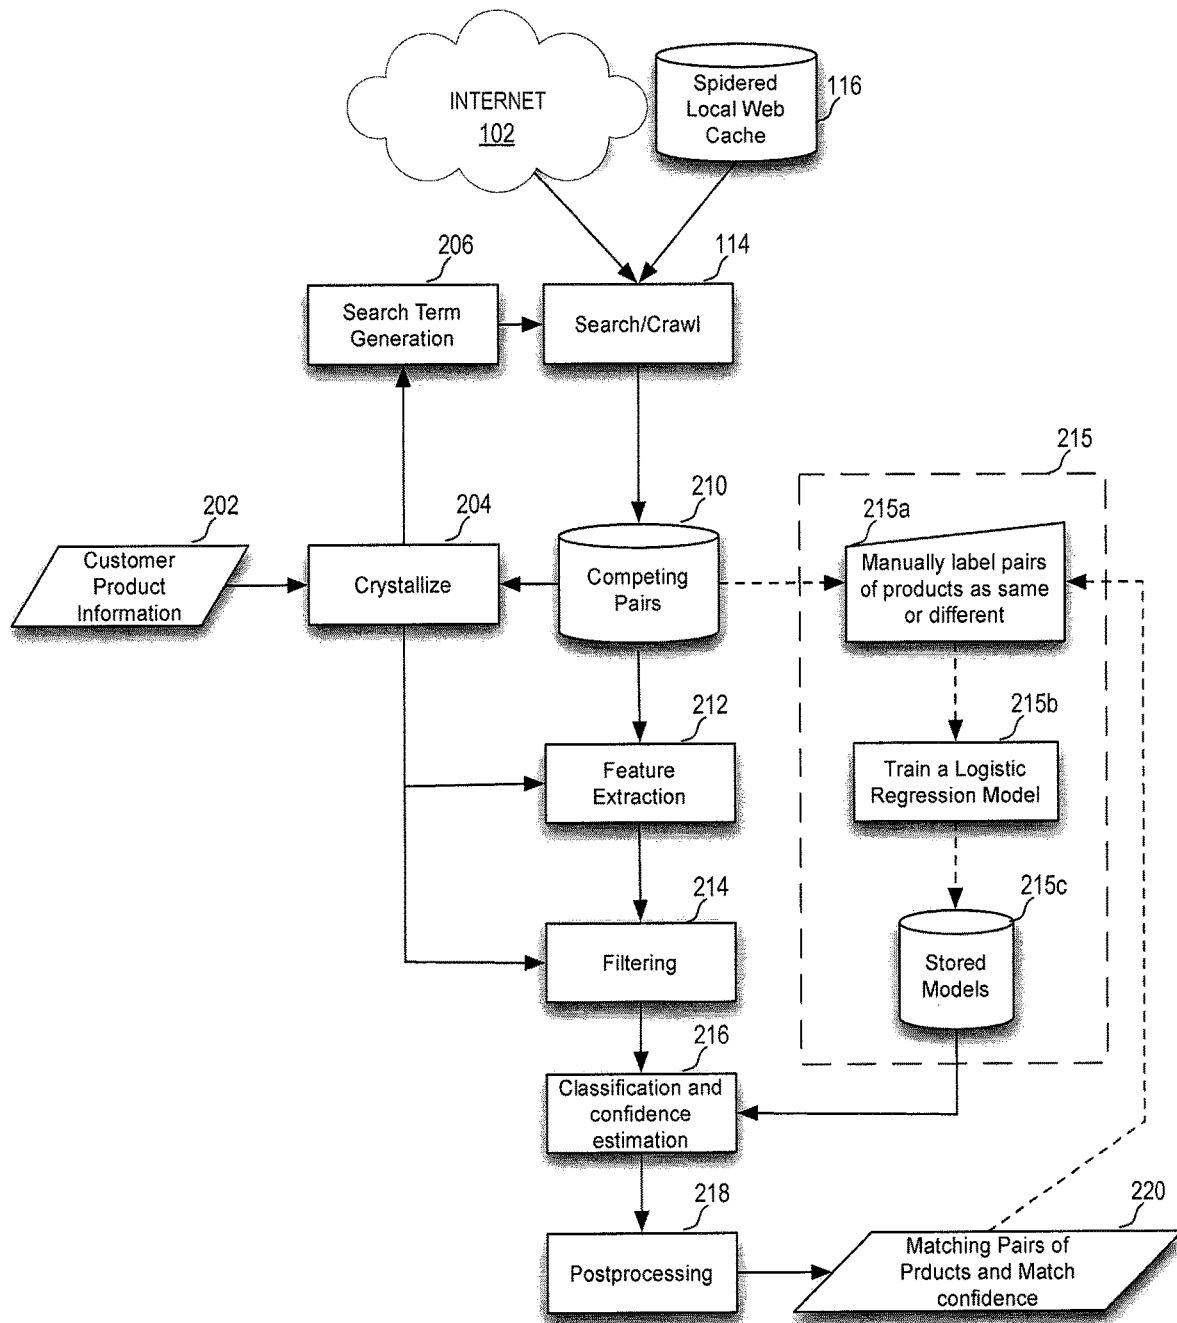 INTERNET
102
Spidered
Local Web
Cache
116
206
114
Search Term
Generation
Search/Crawl
215
202
204
210
215a
Customer
Product
Information
Crystallize
Competing
Pairs
Manually label pairs
of products as same
or different
212
215b
Feature
Extraction
Train a Logistic
Regression Model
214
215c
Filtering
Stored
Models
216
Classification and
confidence
estimation
218
220
Postprocessing
Matching Pairs of
Prducts and Match
confidence